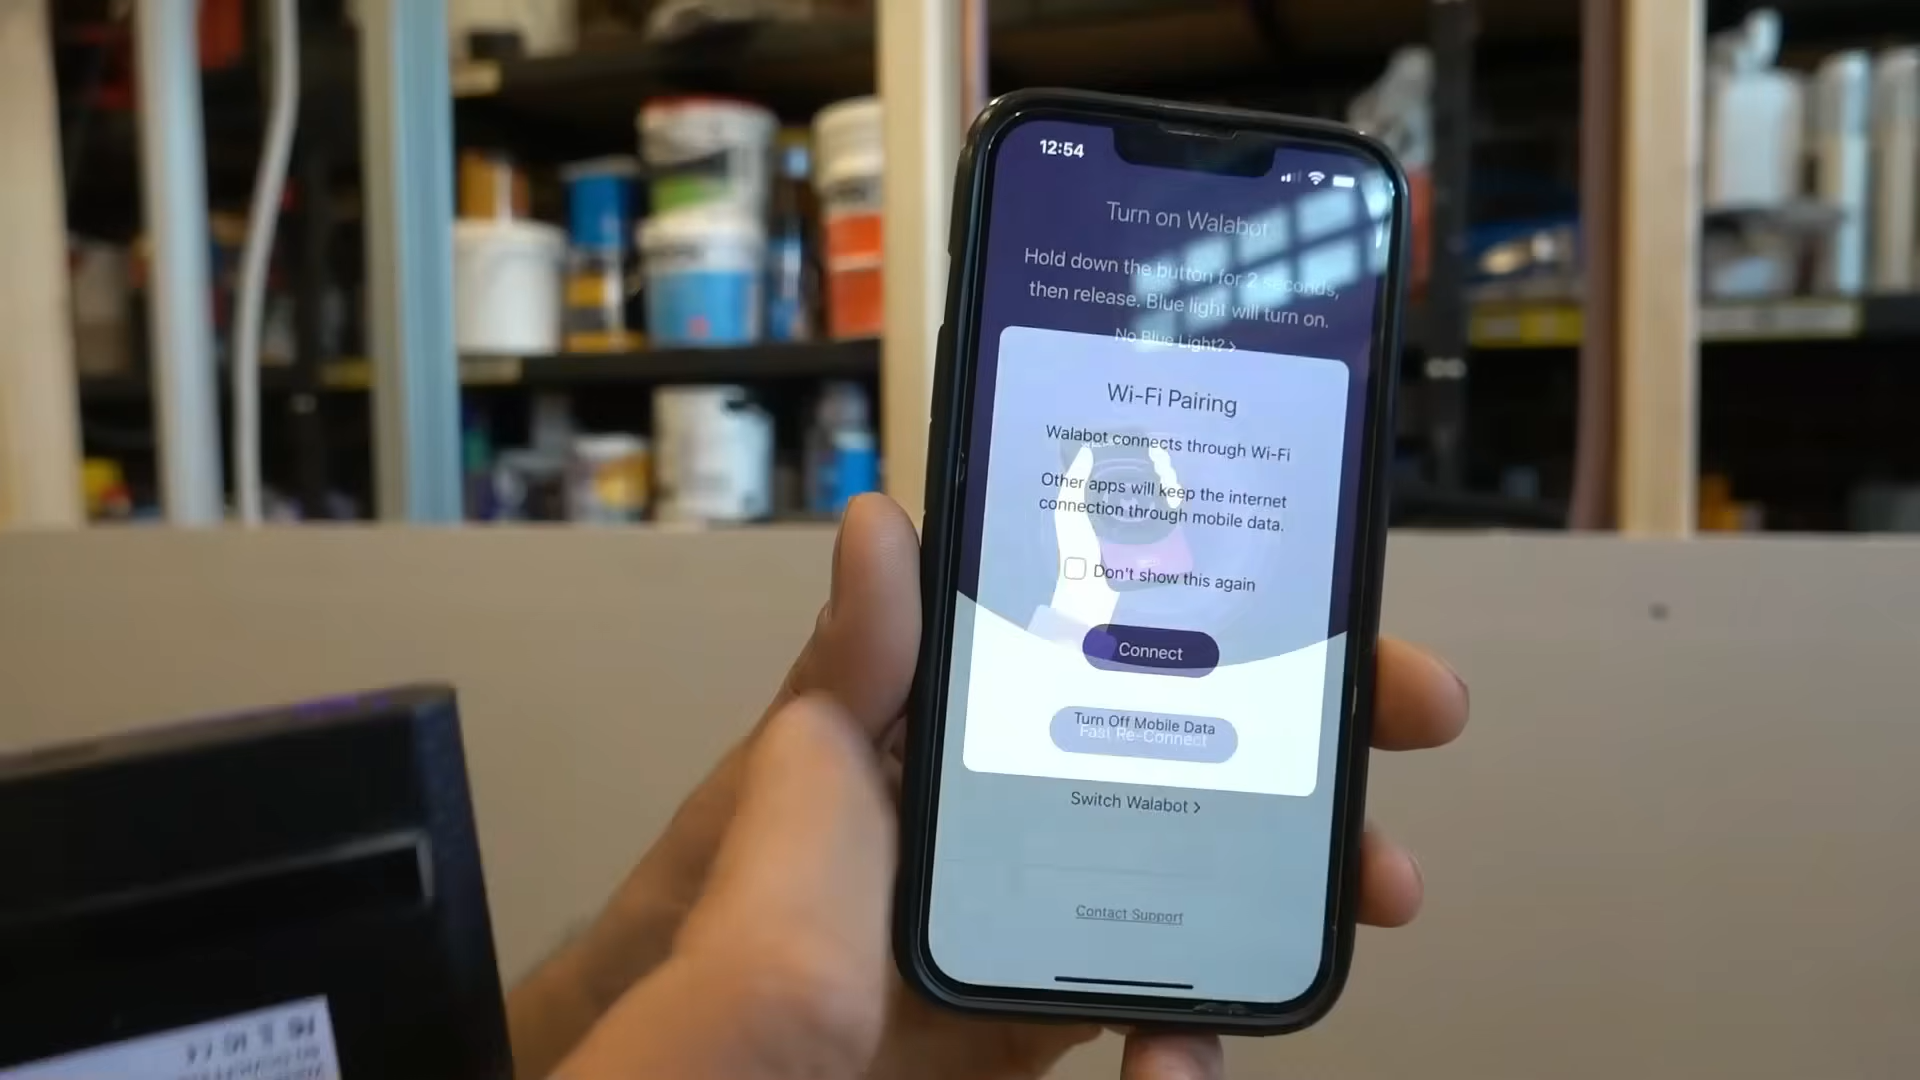 12:54
Turn on Walabot
Hold down the button for 2 seconds,
then release. Blue light will turn on.
No Blue Light? >
Wi-Fi Pairing
Walabot connects through Wi-Fi
Other apps will keep the internet
connection through mobile data.
Don't show this again
Connect
Turn Off Mobile Data
Fast Re-Connect
Switch Walabot >
Contact Support